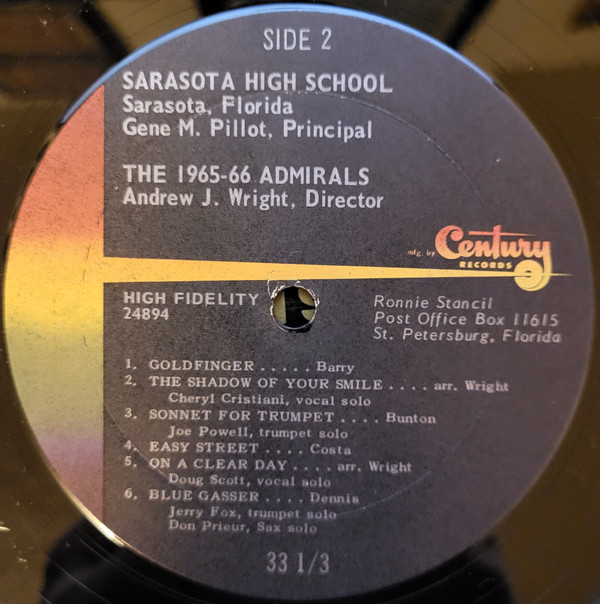 SIDE 2
SARASOTA HIGH SCHOOL
Sarasota, Florida
Gene M. Pillot, Principal
THE 1965-66 ADMIRALS
Andrew J. Wright, Director
mfg. by Century
RECORDS
HIGH FIDELITY
24894
Ronnie Stancil
Post Office Box 11615
St. Petersburg, Florida
1. GOLDFINGER . . . . . Barry
2. THE SHADOW OF YOUR SMILE . . . . arr. Wright
Cheryl Cristiani, vocal solo
3. SONNET FOR TRUMPET . . . . Bunton
Joe Powell, trumpet solo
4. EASY STREET . . . . Costa
5. ON A CLEAR DAY . . . . arr. Wright
Doug Scott, vocal solo
6. BLUE GASSER . . . . Dennis
Jerry Fox, trumpet solo
Don Prieur, Sax solo
33 1/3